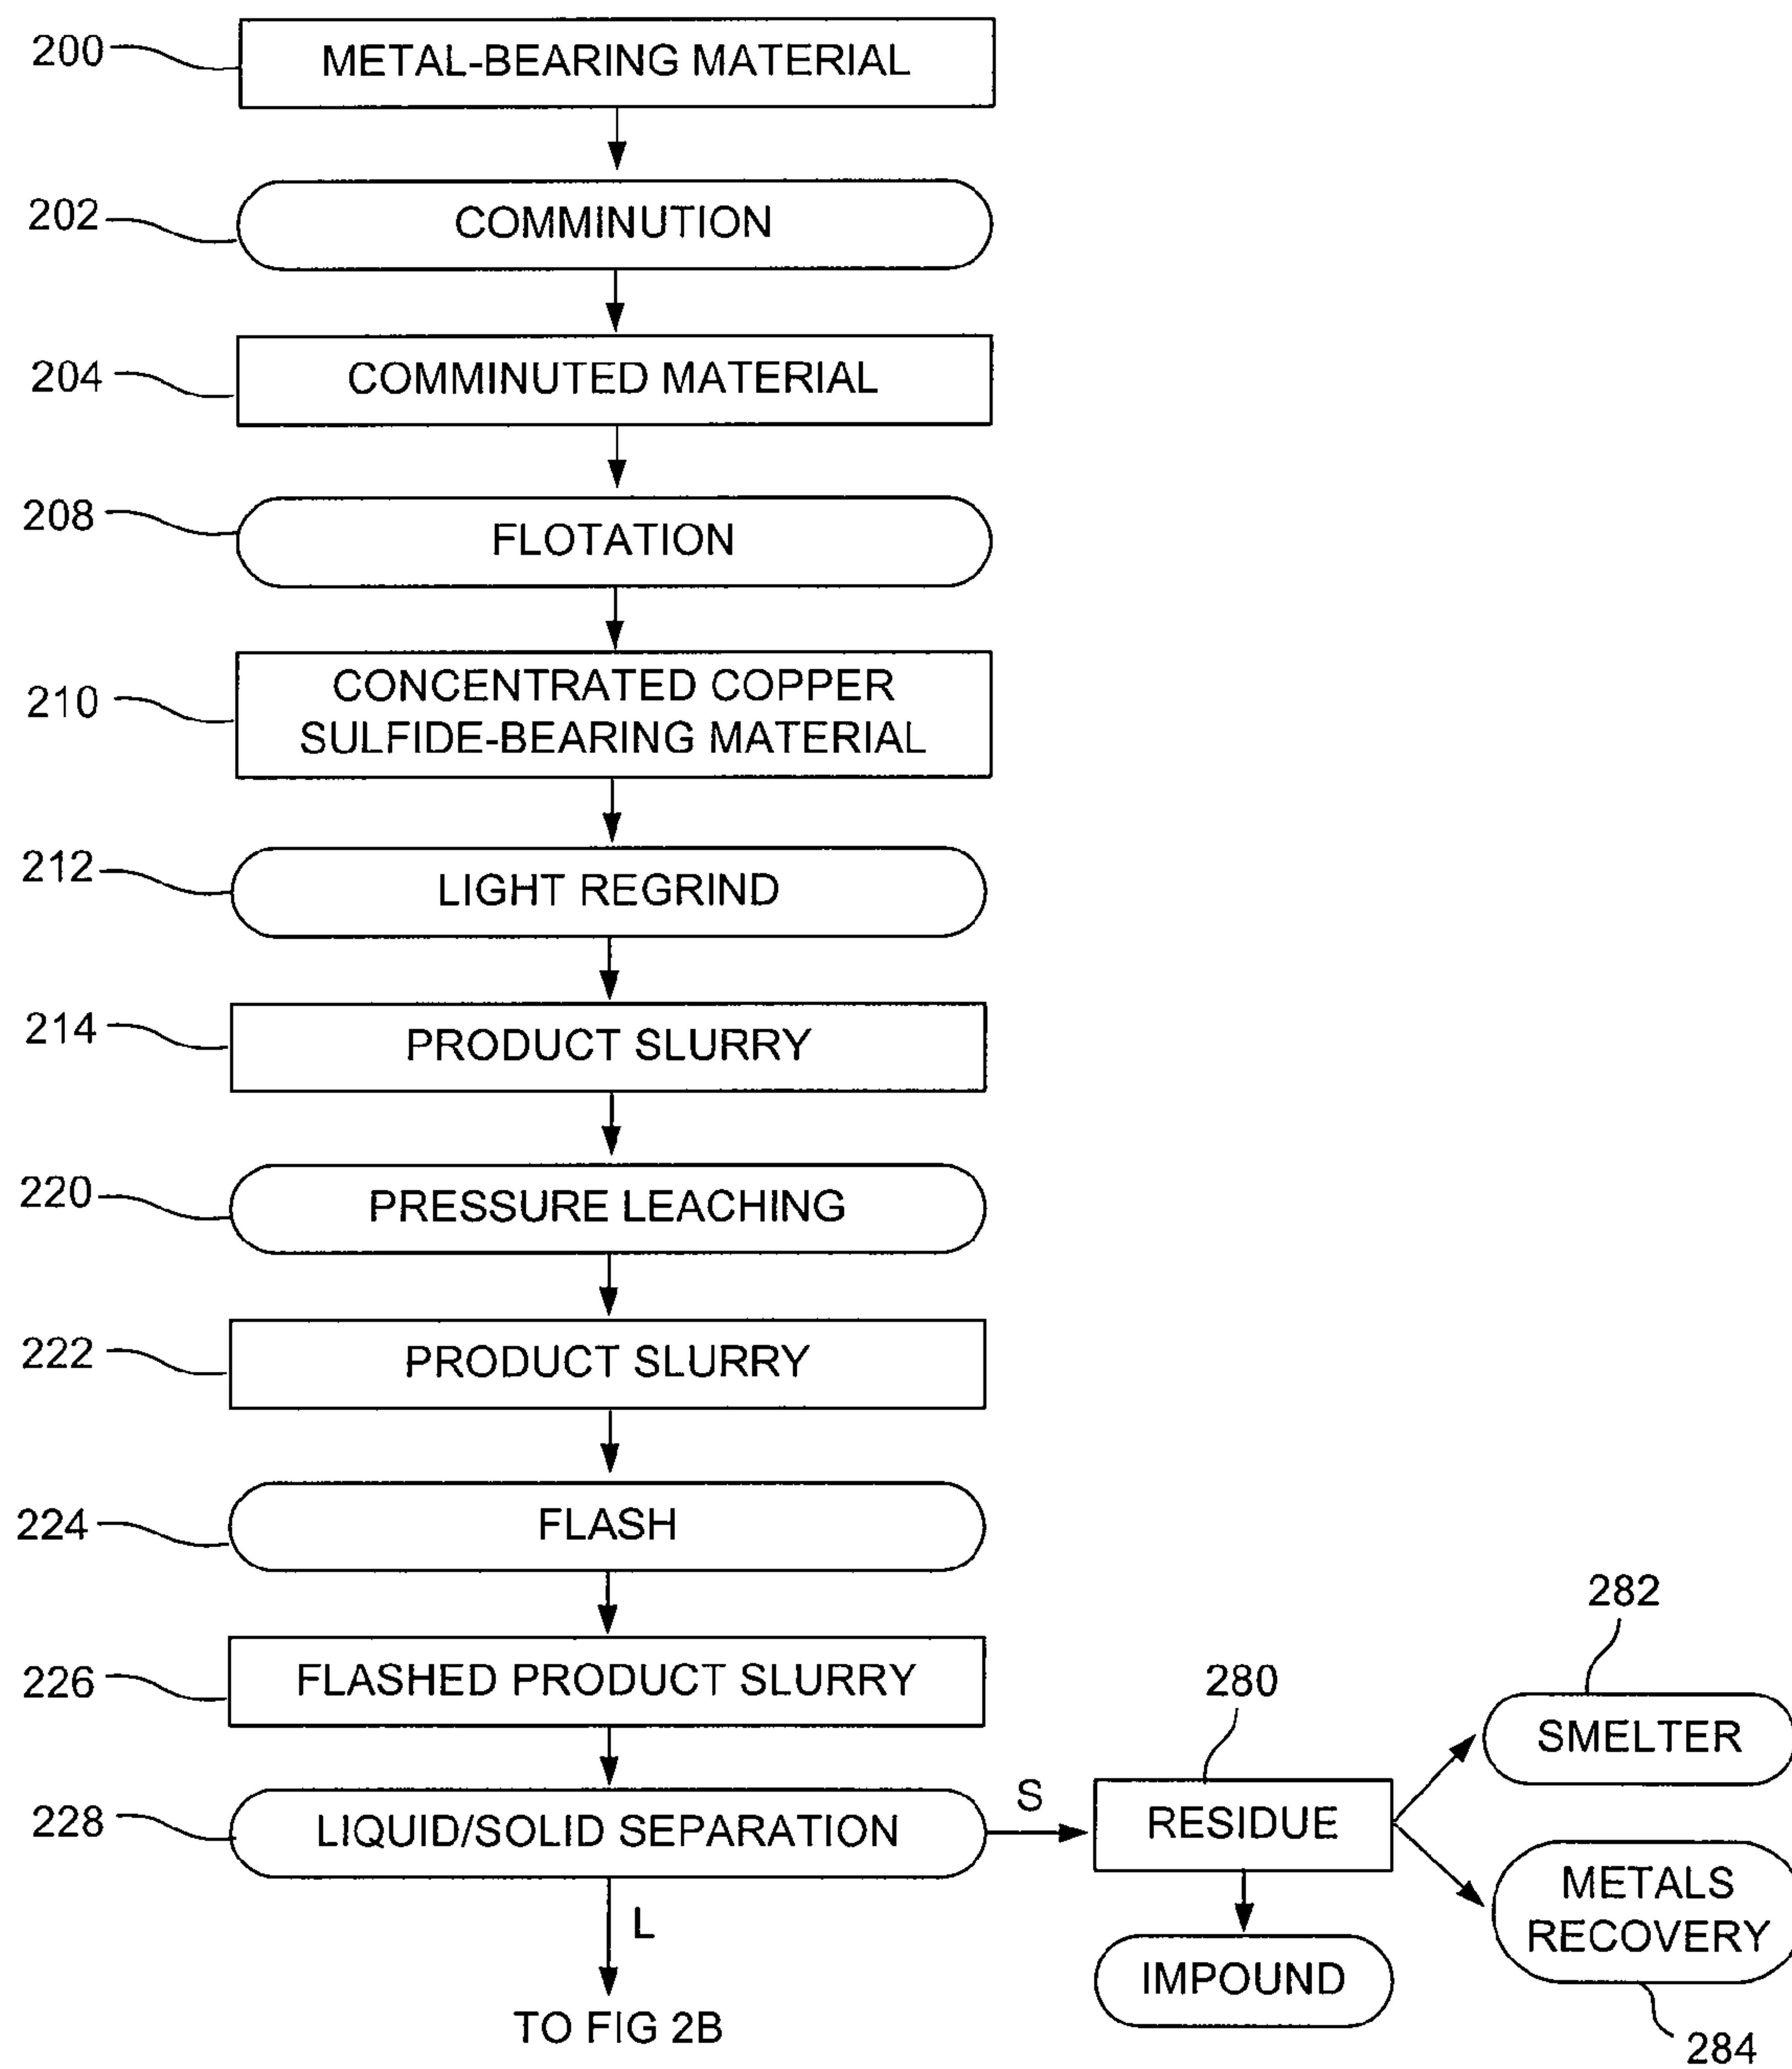 200
METAL-BEARING MATERIAL
202
COMMINUTION
204
COMMINUTED MATERIAL
208
FLOTATION
210
CONCENTRATED COPPER
SULFIDE-BEARING MATERIAL
212
LIGHT REGRIND
214
PRODUCT SLURRY
220
PRESSURE LEACHING
222
PRODUCT SLURRY
224
FLASH
226
FLASHED PRODUCT SLURRY
228
LIQUID/SOLID SEPARATION
S
280
RESIDUE
282
SMELTER
METALS
RECOVERY
284
IMPOUND
L
TO FIG 2B